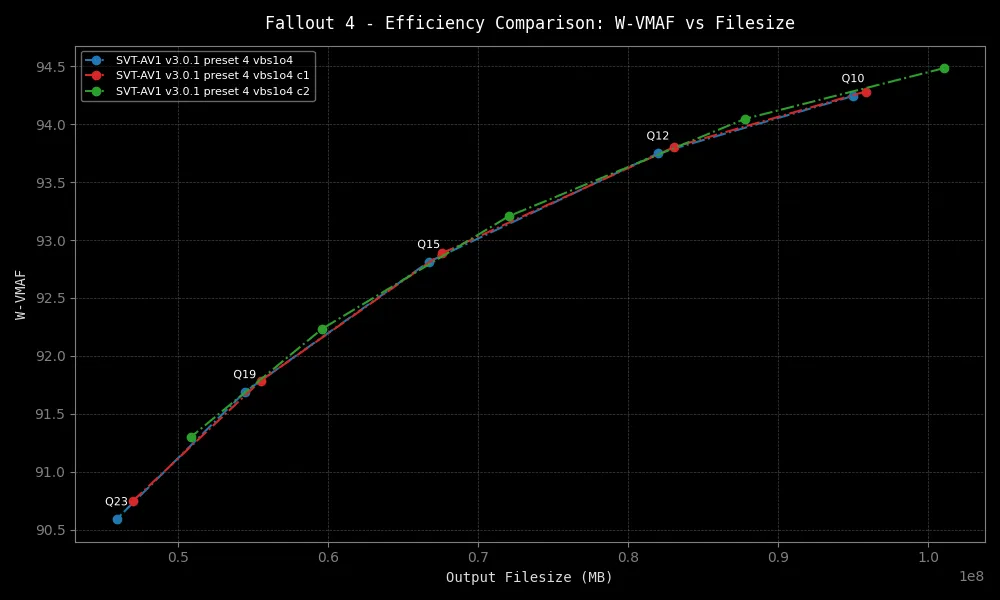 Fallout 4 - Efficiency Comparison: W-VMAF vs Filesize
SVT-AV1 v3.0.1 preset 4 vbs1o4
SVT-AV1 v3.0.1 preset 4 vbs1o4 c1
SVT-AV1 v3.0.1 preset 4 vbs1o4 c2
94.5
94.0
93.5
93.0
92.5
92.0
91.5
91.0
90.5
W-VMAF
Q10
Q12
Q15
Q19
Q23
0.5 0.6 0.7 0.8 0.9 1.0
1e8
Output Filesize (MB)